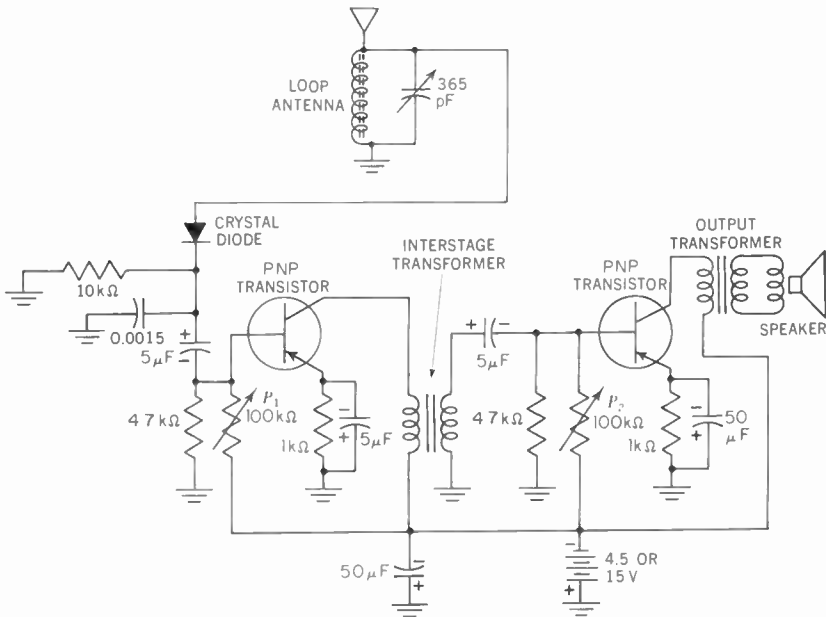 LOOP
ANTENNA
365
pF
CRYSTAL
DIODE
10kΩ
0.0015
+
5µF
-
PNP
TRANSISTOR
INTERSTAGE
TRANSFORMER
PNP
TRANSISTOR
OUTPUT
TRANSFORMER
SPEAKER
+ -
5µF
47kΩ
P1
100kΩ
1kΩ
-
+
5µF
47kΩ
P2
100kΩ
1kΩ
-
+
50
µF
50µF
-
+
-
+
4.5 OR
15V